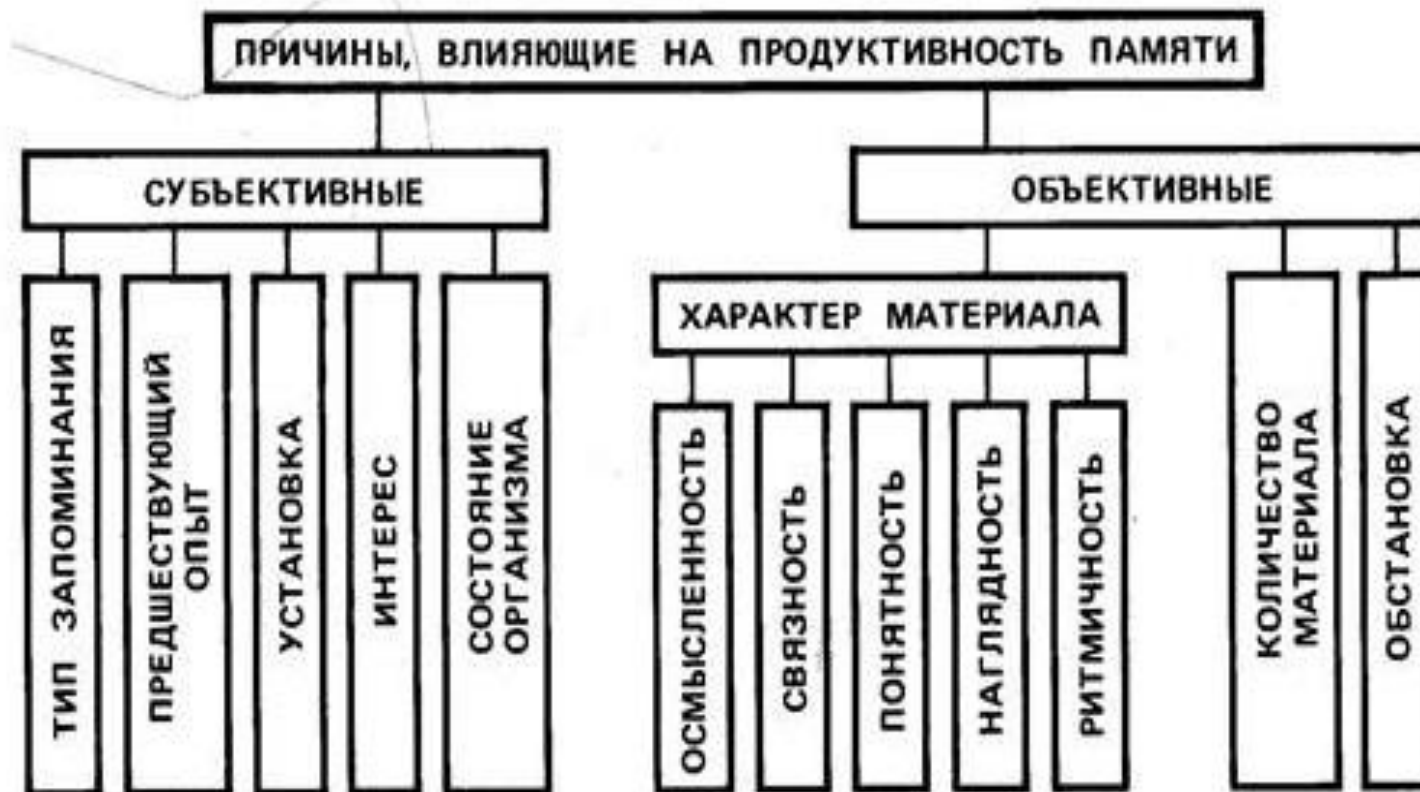 ПРИЧИНЫ, ВЛИЯЮЩИЕ НА ПРОДУКТИВНОСТЬ ПАМЯТИ
СУБЪЕКТИВНЫЕ
ОБЪЕКТИВНЫЕ
ТИП ЗАПОМИНАНИЯ
ПРЕДШЕСТВУЮЩИЙ
ОПЫТ
УСТАНОВКА
ИНТЕРЕС
СОСТОЯНИЕ
ОРГАНИЗМА
ХАРАКТЕР МАТЕРИАЛА
ОСМЫСЛЕННОСТЬ
СВЯЗНОСТЬ
ПОНЯТНОСТЬ
НАГЛЯДНОСТЬ
РИТМИЧНОСТЬ
КОЛИЧЕСТВО
МАТЕРИАЛА
ОБСТАНОВКА